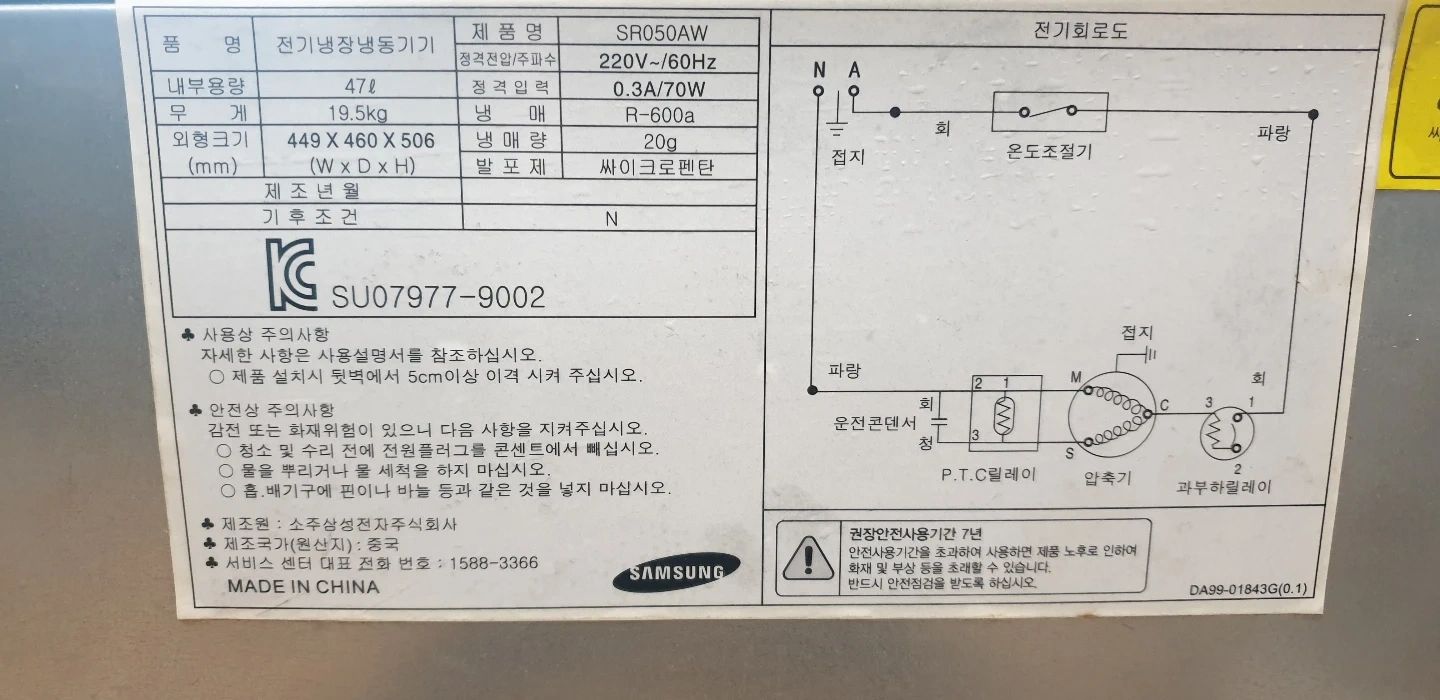 품 명 전기냉장냉동기기 제 품 명 SR050AW
정격전압/주파수 220V~/60Hz
내부용량 47ℓ 정 격 입 력 0.3A/70W
무 게 19.5kg 냉 매 R-600a
외형크기 449 X 460 X 506 냉 매 량 20g
(mm) (W x D x H) 발 포 제 싸이크로펜탄
제 조 년 월
기 후 조 건 N
SU07977-9002
♣ 사용상 주의사항
자세한 사항은 사용설명서를 참조하십시오.
○ 제품 설치시 뒷벽에서 5cm이상 이격 시켜 주십시오.
♣ 안전상 주의사항
감전 또는 화재위험이 있으니 다음 사항을 지켜주십시오.
○ 청소 및 수리 전에 전원플러그를 콘센트에서 빼십시오.
○ 물을 뿌리거나 물 세척을 하지 마십시오.
○ 흡.배기구에 핀이나 바늘 등과 같은 것을 넣지 마십시오.
♣ 제조원 : 소주삼성전자주식회사
♣ 제조국가(원산지) : 중국
♣ 서비스 센터 대표 전화 번호 : 1588-3366
MADE IN CHINA
SAMSUNG
전기회로도
N A
회
파랑
접지
온도조절기
접지
파랑
회
2 1 M
3 1
C
회
운전콘덴서
청
3
S
2
P.T.C릴레이
압축기
과부하릴레이
권장안전사용기간 7년
안전사용기간을 초과하여 사용하면 제품 노후로 인하여
화재 및 부상 등을 초래할 수 있습니다.
반드시 안전점검을 받도록 하십시오.
DA99-01843G(0.1)